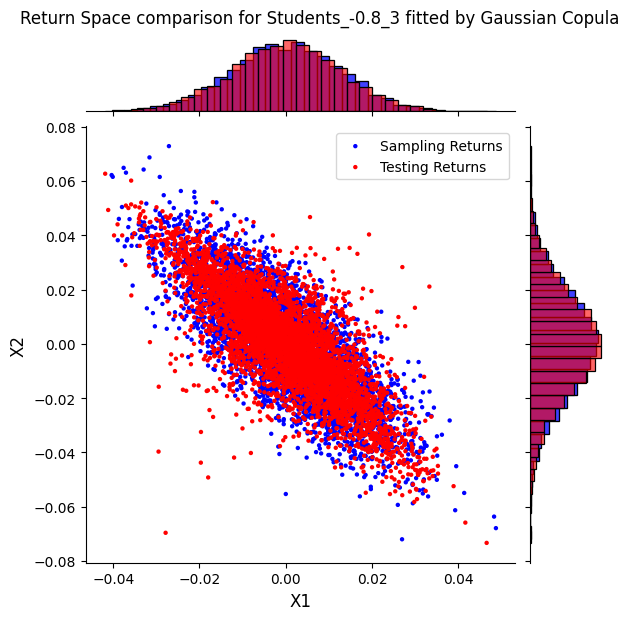 Return Space comparison for Students_-0.8_3 fitted by Gaussian Copula
Sampling Returns
Testing Returns
0.08
0.06
0.04
0.02
0.00
−0.02
−0.04
−0.06
−0.08
X2
−0.04 −0.02 0.00 0.02 0.04
X1